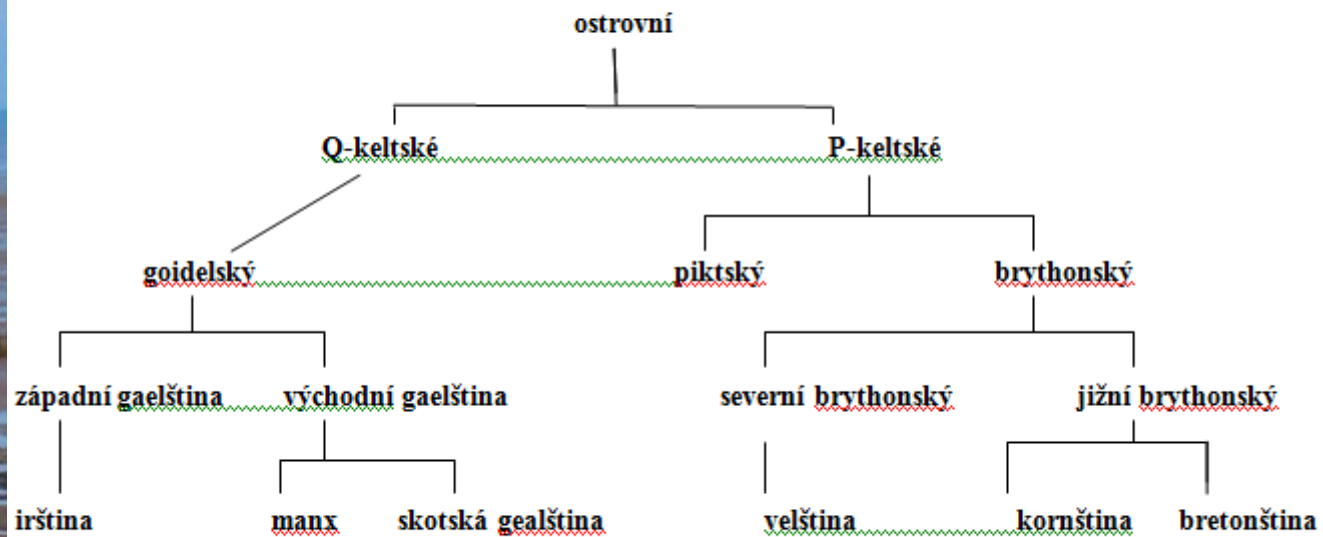 ostrovní
Q-keltské P-keltské
goidelský piktský brythonský
západní gaelština východní gaelština severní brythonský jižní brythonský
irština manx skotská gealština velština kornština bretonština